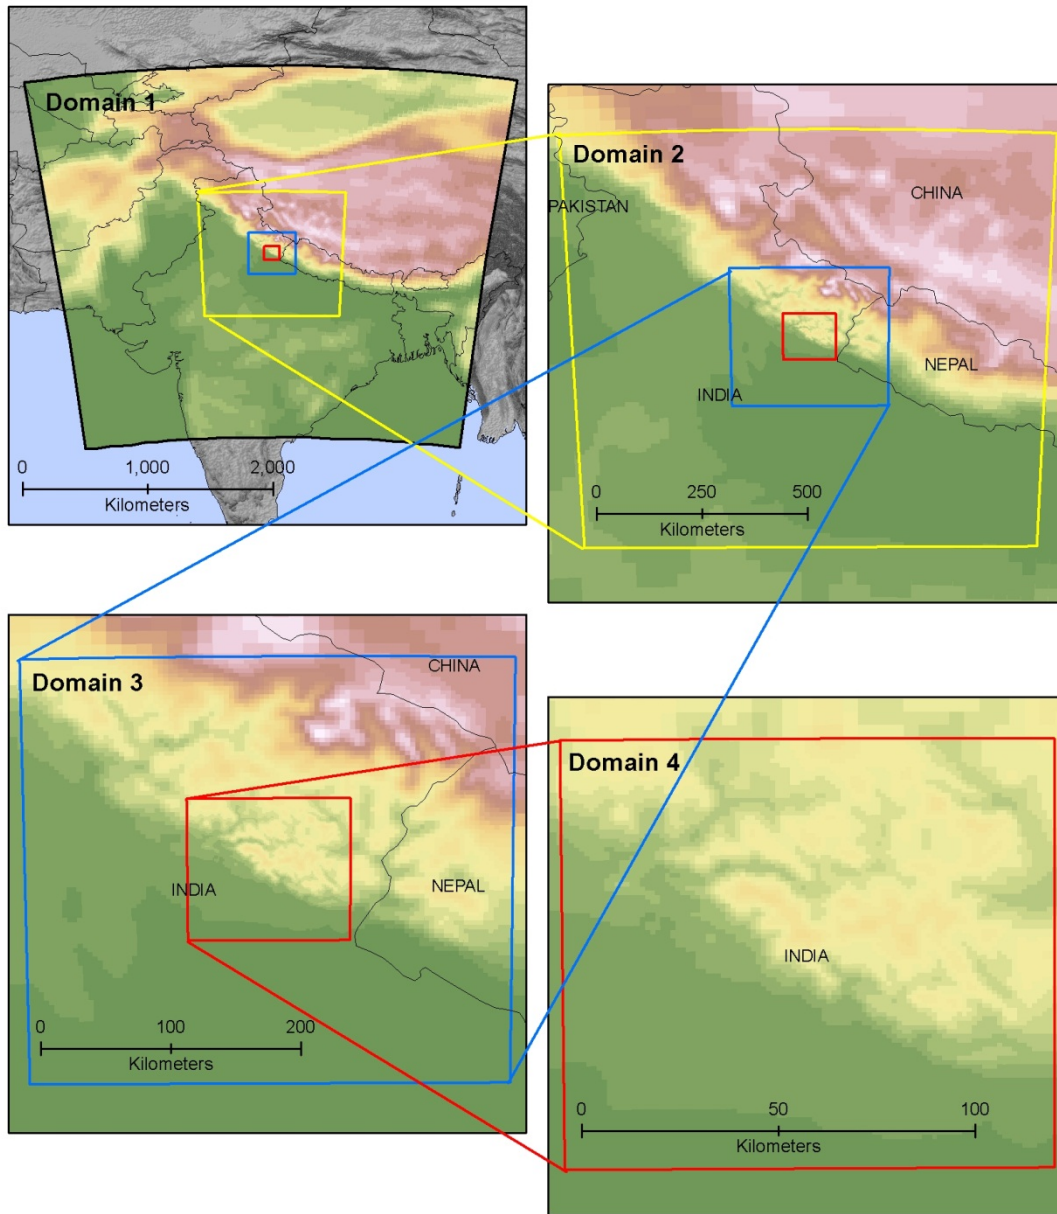 Domain 1
0 1,000 2,000
Kilometers
Domain 2
CHINA
PAKISTAN
NEPAL
INDIA
0 250 500
Kilometers
Domain 3
CHINA
INDIA
NEPAL
0 100 200
Kilometers
Domain 4
INDIA
0 50 100
Kilometers